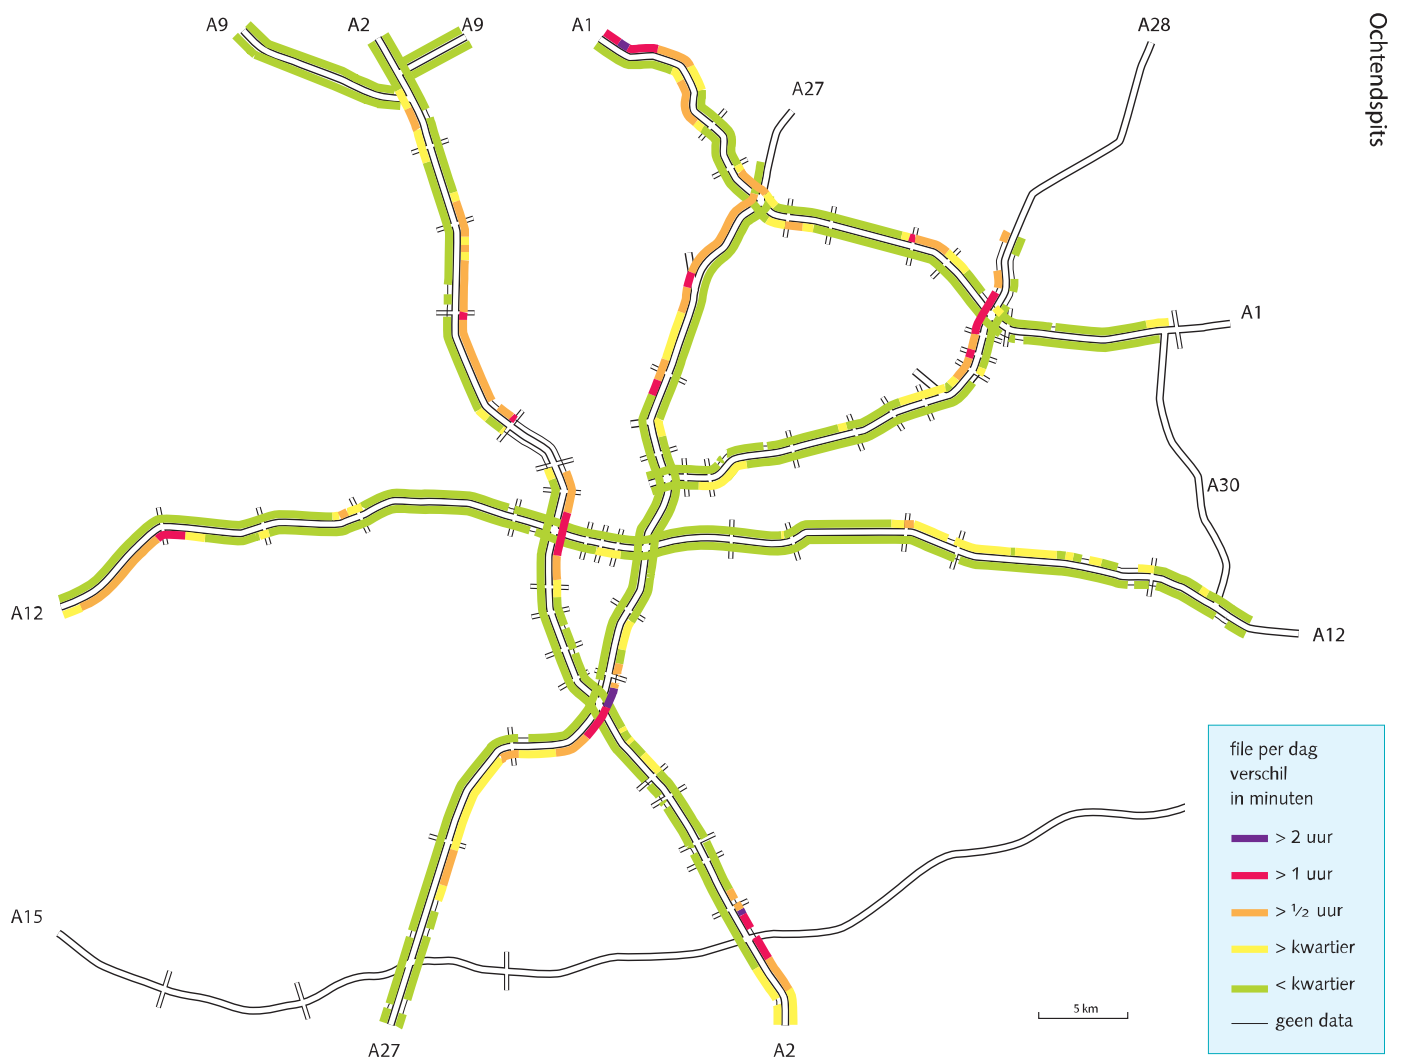 A9
A2
A9
A1
A28
Ochtendspits
A27
A1
A30
A12
A12
file per dag
verschil
in minuten
> 2 uur
> 1 uur
> 1/2 uur
> kwartier
< kwartier
geen data
A15
5 km
A27
A2